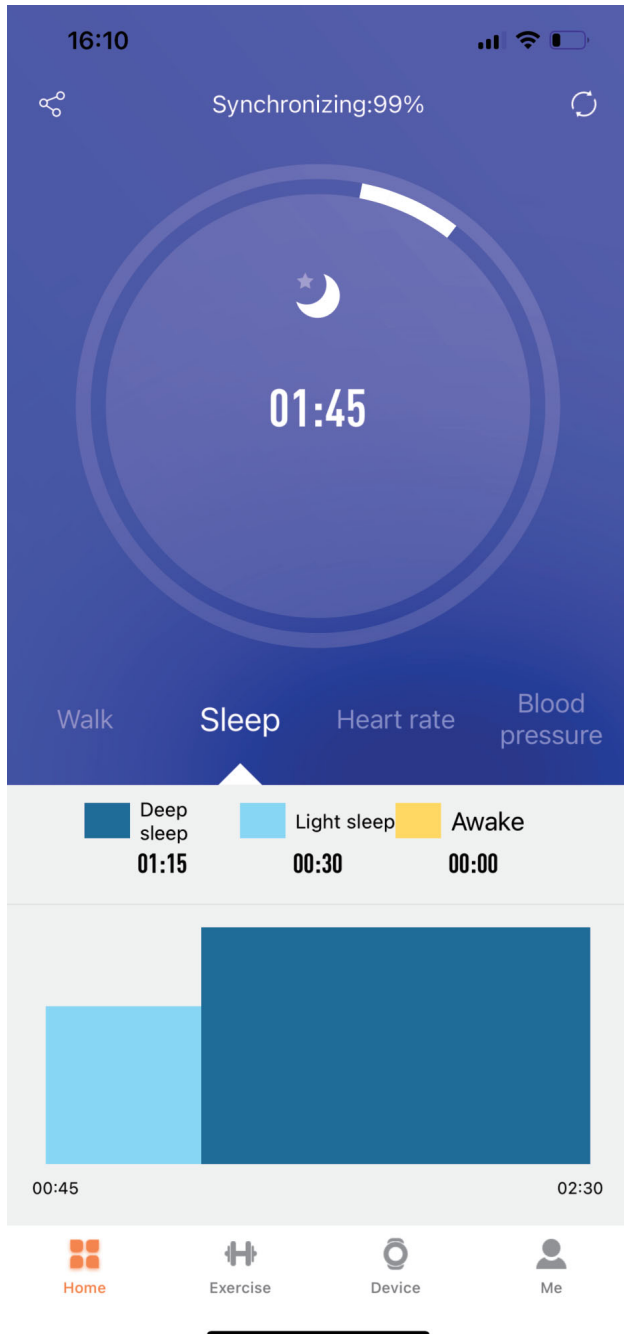 16:10
Synchronizing:99%
01:45
Walk Sleep Heart rate Blood
pressure
Deep
sleep Light sleep Awake
01:15 00:30 00:00
00:45 02:30
Home Exercise Device Me